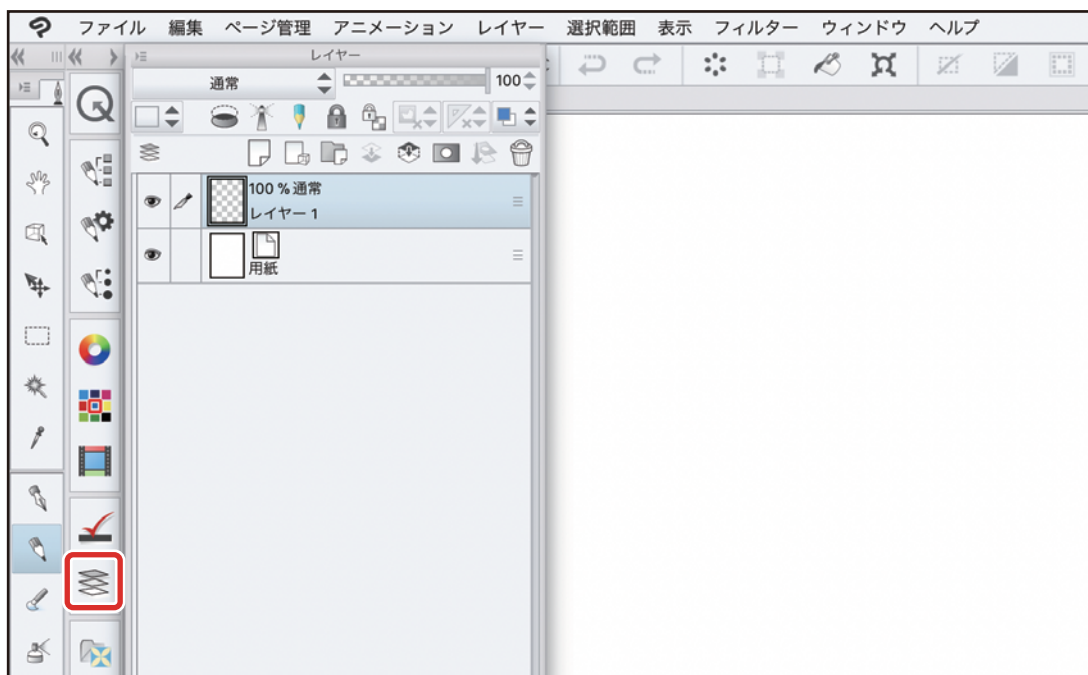 ファイル 編集 ページ管理 アニメーション レイヤー 選択範囲 表示 フィルター ウィンドウ ヘルプ
レイヤー
通常 100
100 % 通常
レイヤー 1
用紙